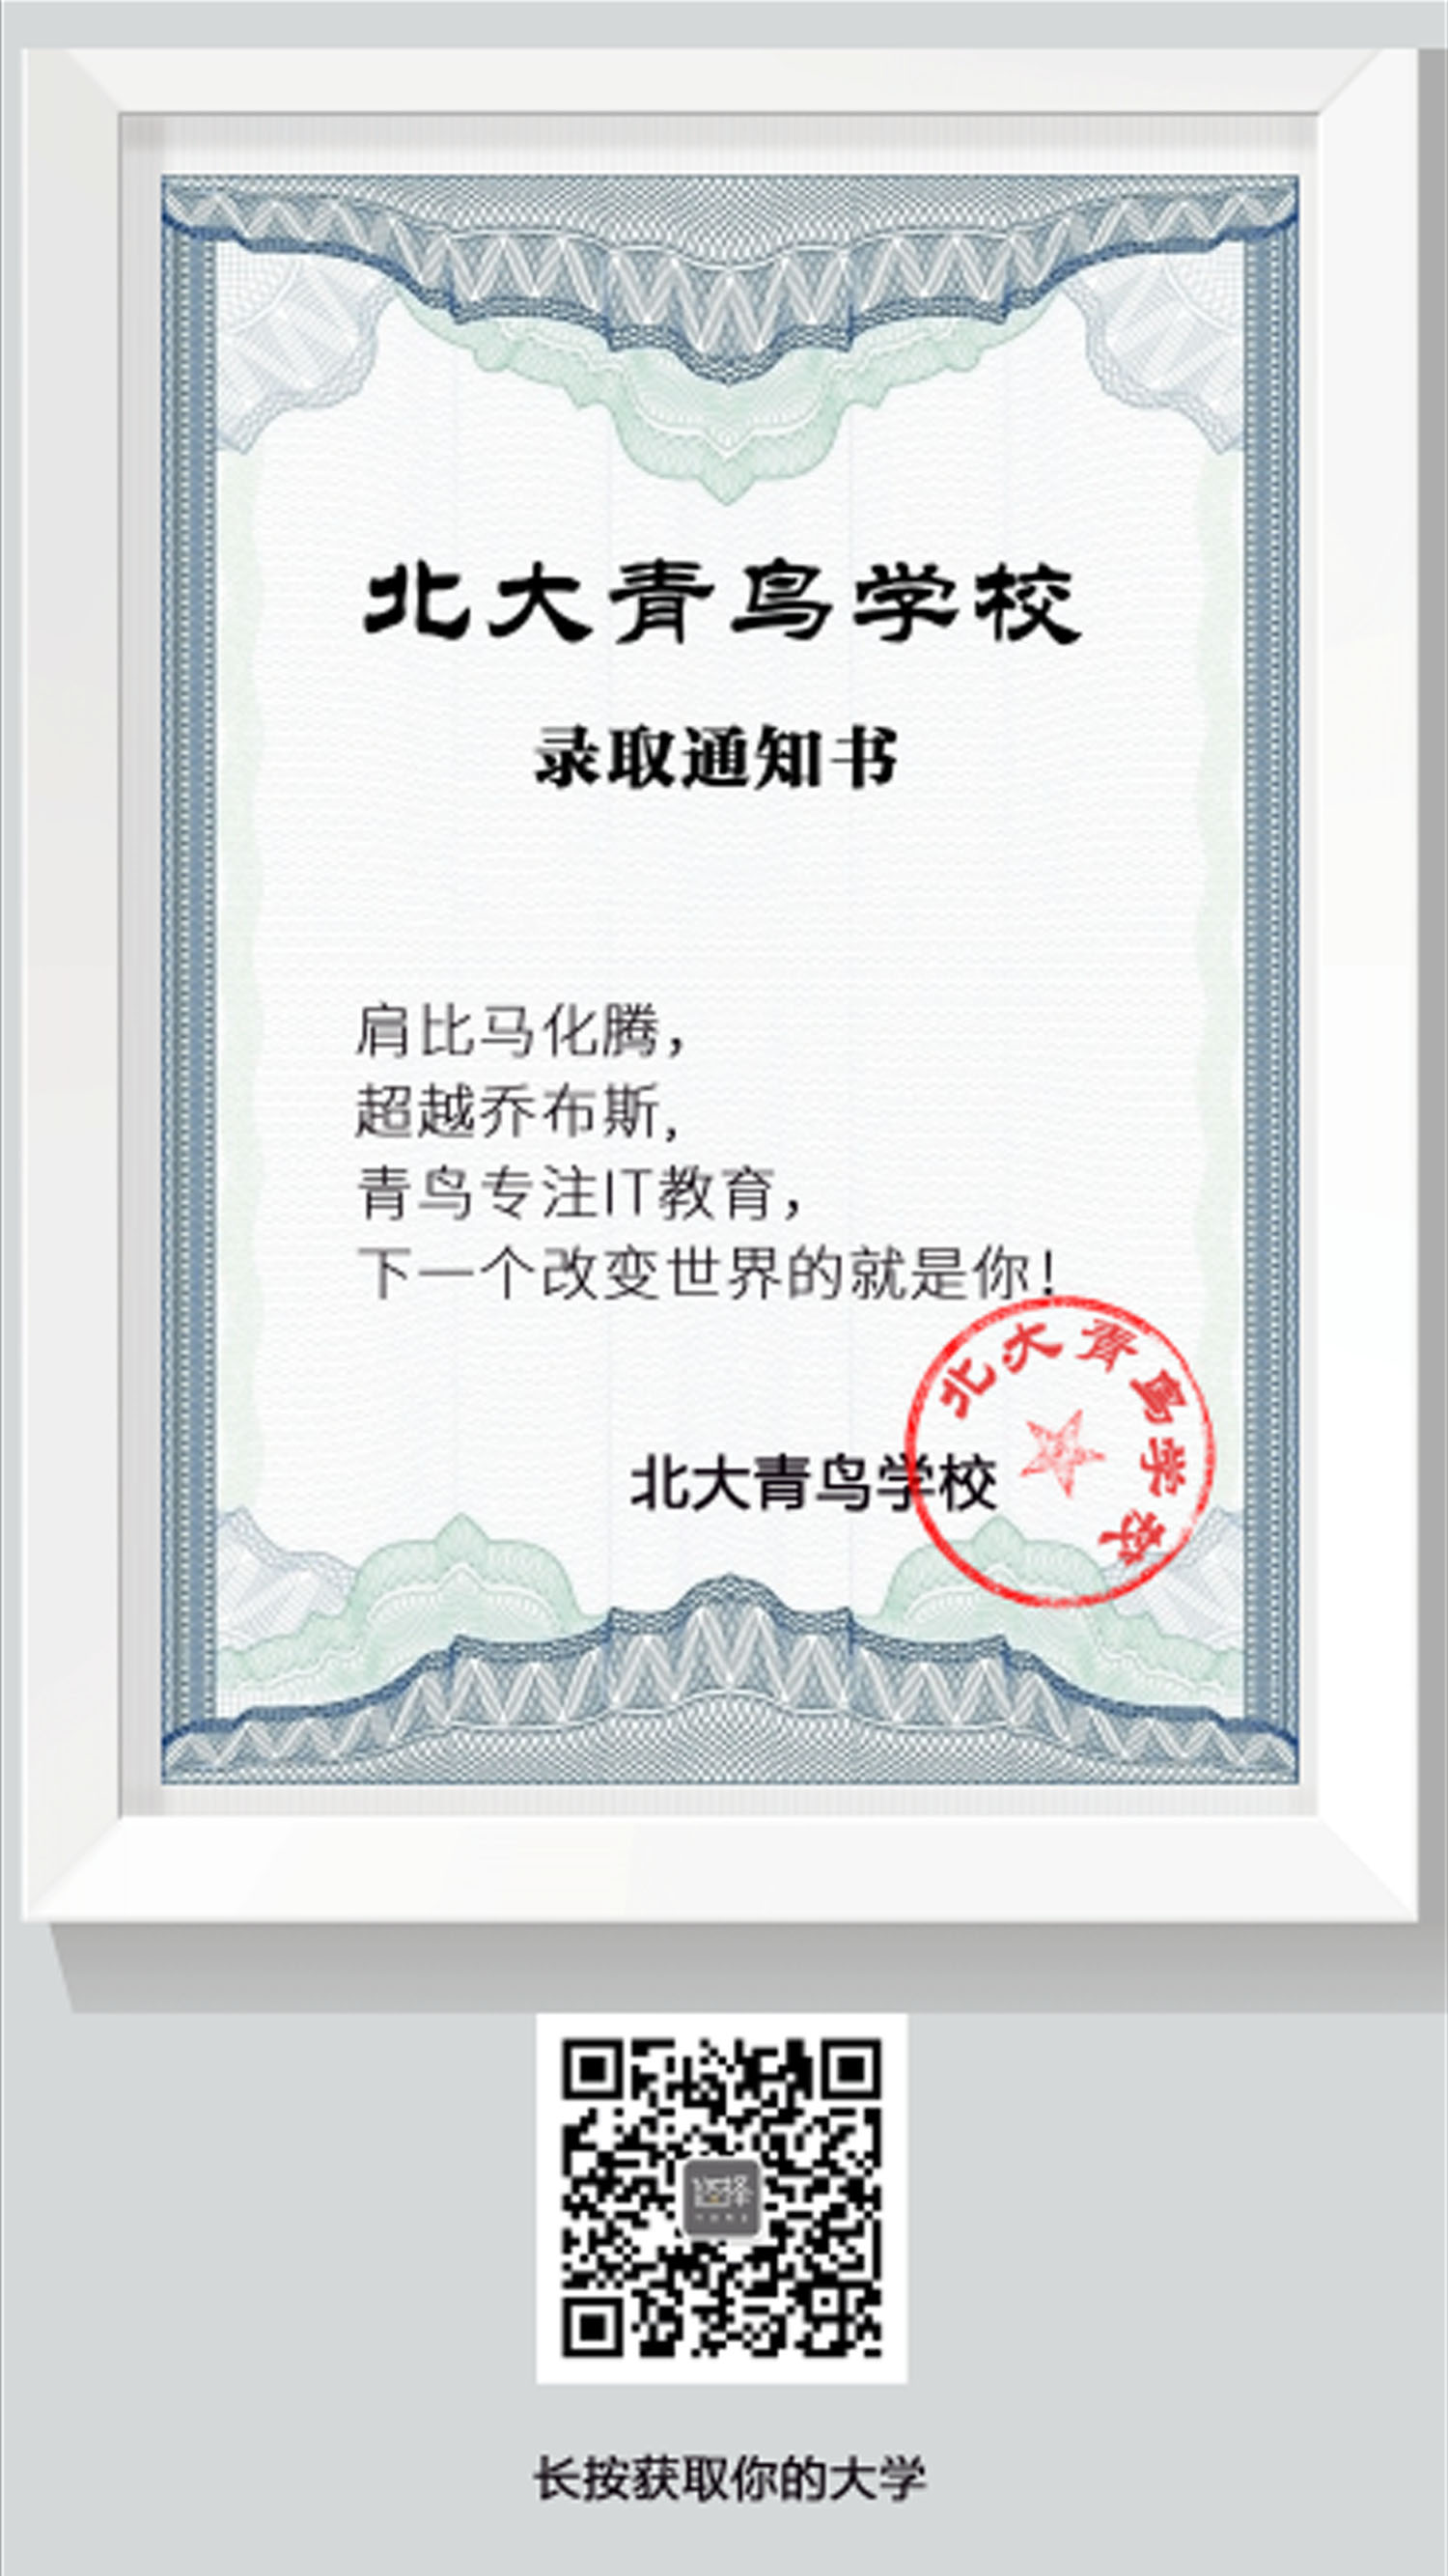 北大青鸟学校
录取通知书
肩比马化腾，
超越乔布斯，
青鸟专注IT教育，
下一个改变世界的就是你！
北大青鸟学校
北大青鸟学校
选择
长按获取你的大学